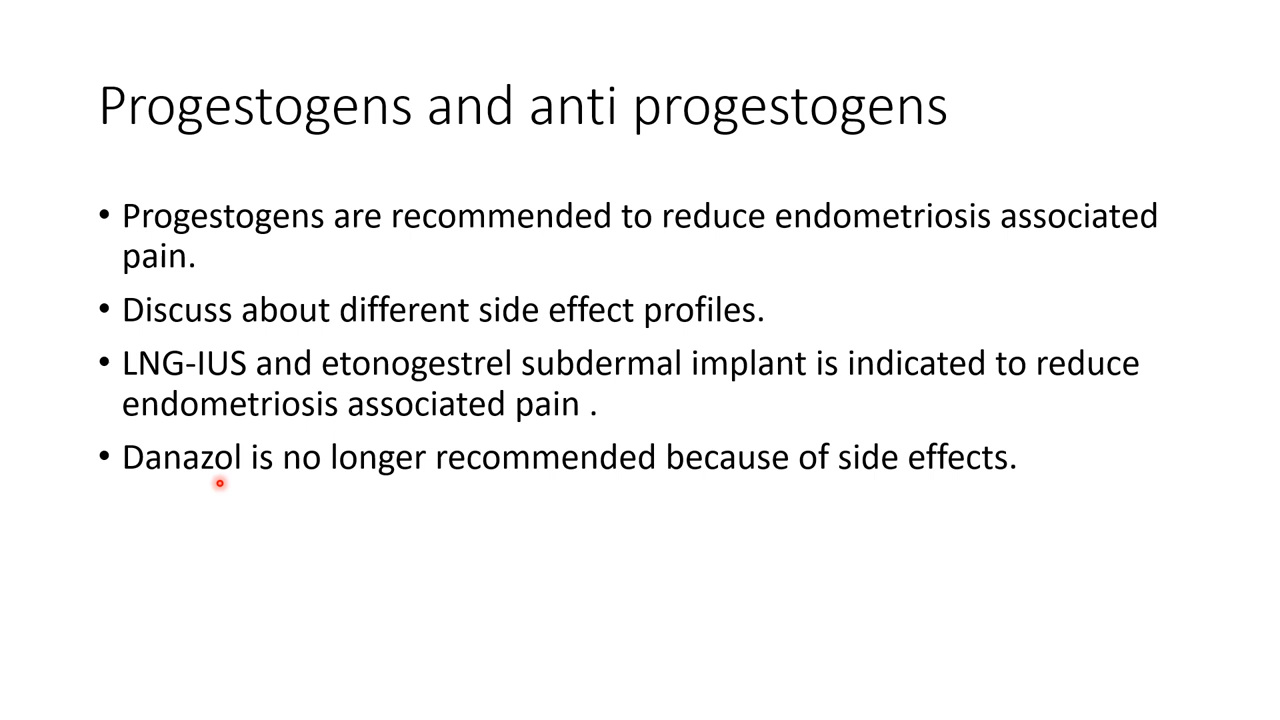 Progestogens and anti progestogens
• Progestogens are recommended to reduce endometriosis associated
pain.
• Discuss about different side effect profiles.
• LNG-IUS and etonogestrel subdermal implant is indicated to reduce
endometriosis associated pain .
• Danazol is no longer recommended because of side effects.